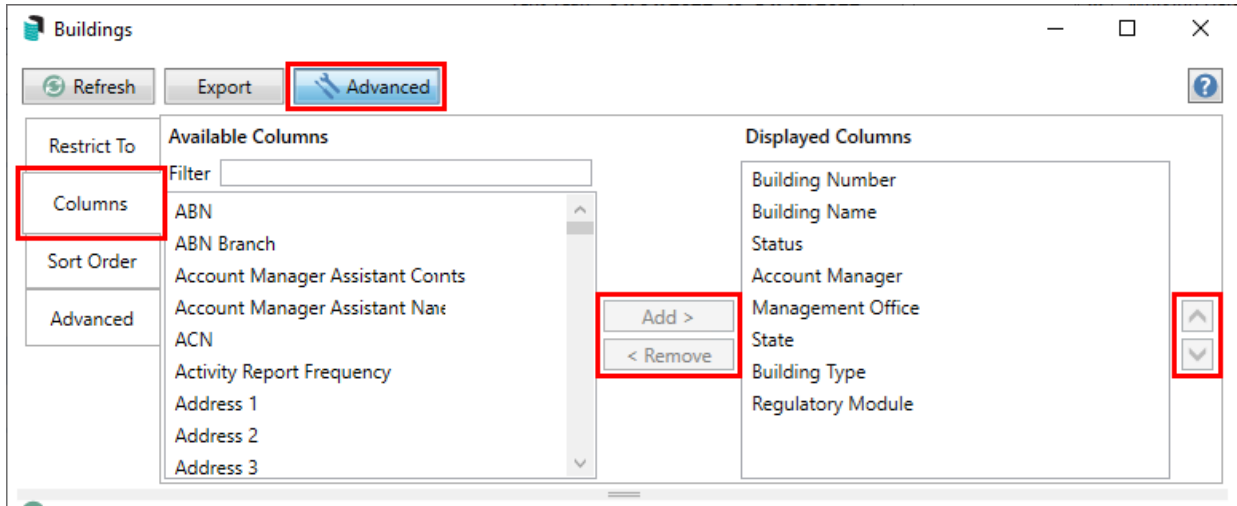 Buildings
Refresh Export Advanced
Restrict To
Columns
Sort Order
Advanced
Available Columns
Filter
ABN
ABN Branch
Account Manager Assistant
Account Manager Assistant
ACN
Activity Report Frequency
Address 1
Address 2
Address 3
Add >
< Remove
Displayed Columns
Building Number
Building Name
Status
Account Manager
Management Office
State
Building Type
Regulatory Module